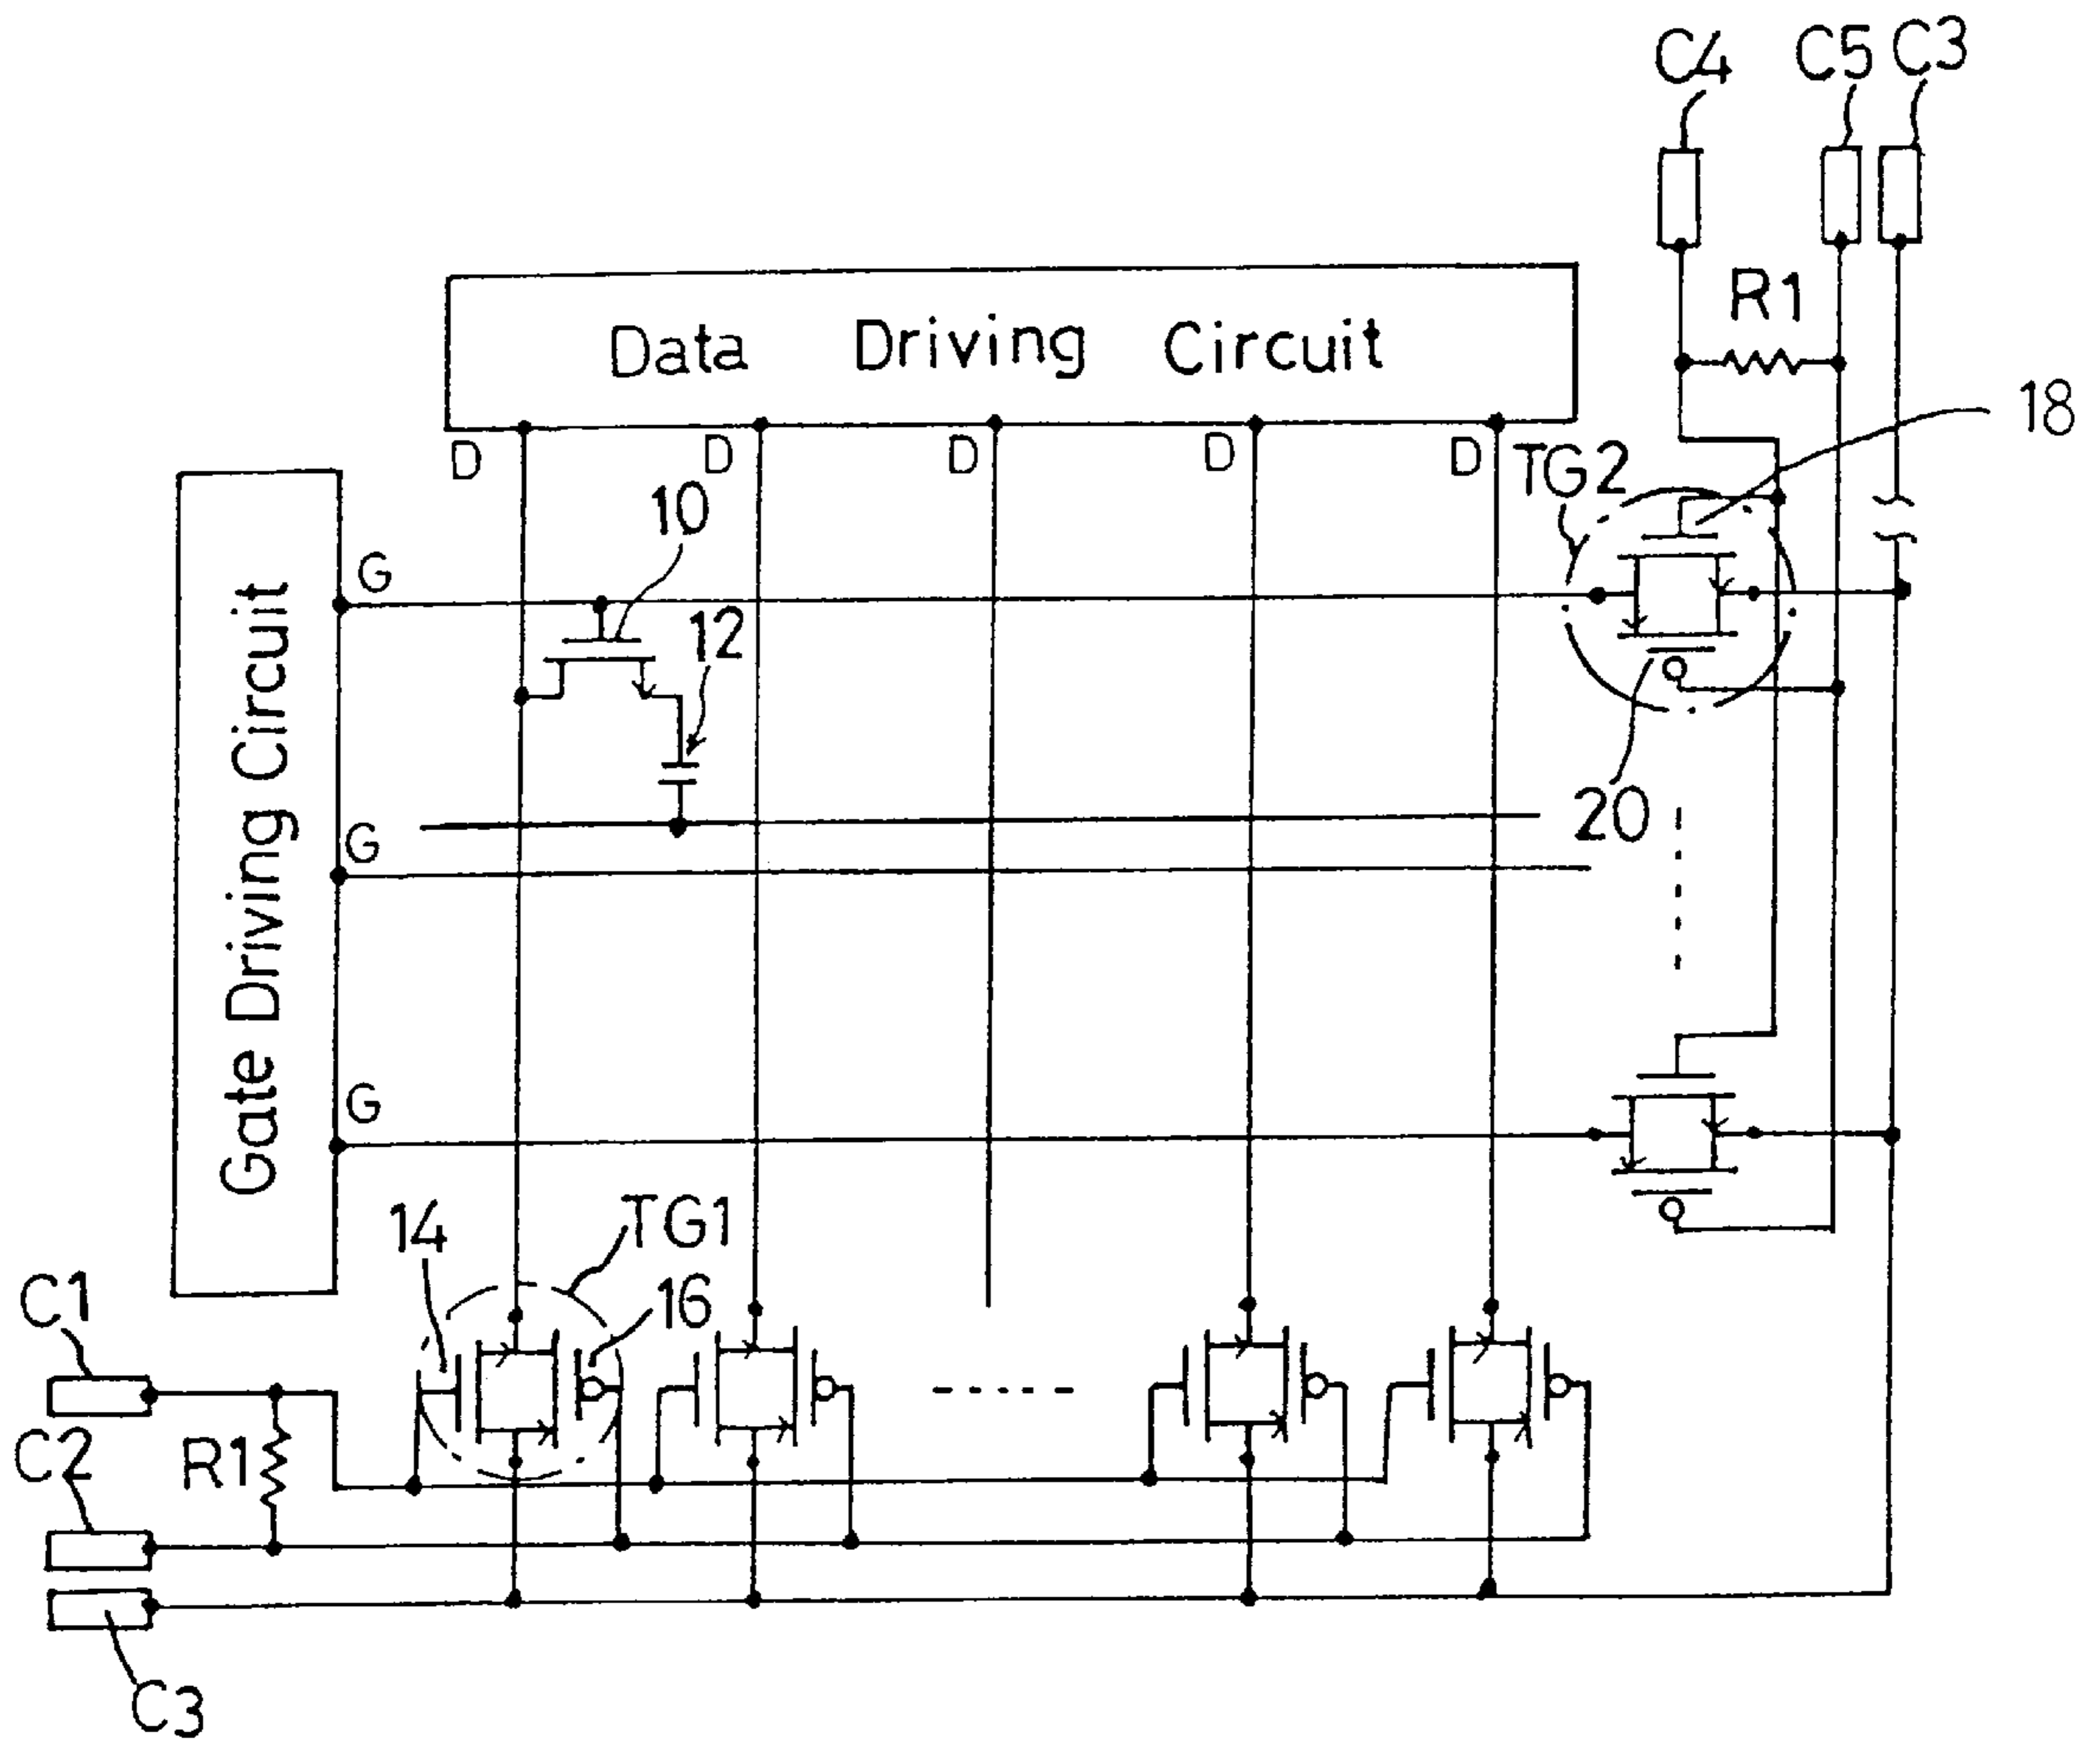 C4 C5 C3
R1
Data Driving Circuit
18
D D D D D
TG2
10
G
12
20
G
Gate Driving Circuit
G
14
TG1
16
C1
C2
R1
C3